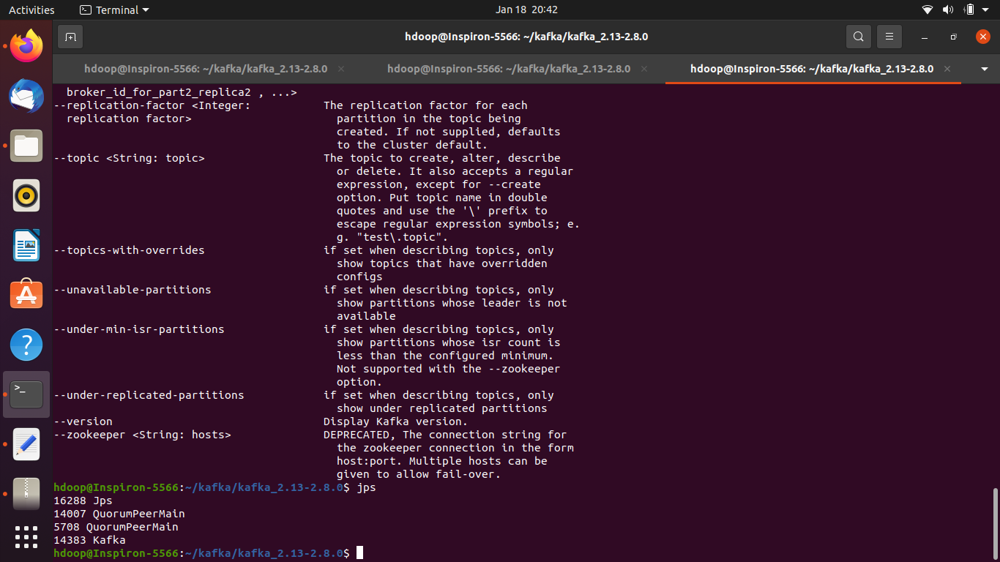 Activities
Terminal
Jan 18 20:42
hdoop@Inspiron-5566: ~/kafka/kafka_2.13-2.8.0
hdoop@Inspiron-5566: ~/kafka/kafka_2.13-2.8.0 ×
hdoop@Inspiron-5566: ~/kafka/kafka_2.13-2.8.0 ×
hdoop@Inspiron-5566: ~/kafka/kafka_2.13-2.8.0 ×
  broker_id_for_part2_replica2 , ...>
--replication-factor <Integer:           The replication factor for each
  replication factor>                      partition in the topic being
                                           created. If not supplied, defaults
                                           to the cluster default.
--topic <String: topic>                  The topic to create, alter, describe
                                           or delete. It also accepts a regular
                                           expression, except for --create
                                           option. Put topic name in double
                                           quotes and use the '\' prefix to
                                           escape regular expression symbols; e.
                                           g. "test\.topic".
--topics-with-overrides                  if set when describing topics, only
                                           show topics that have overridden
                                           configs
--unavailable-partitions                 if set when describing topics, only
                                           show partitions whose leader is not
                                           available
--under-min-isr-partitions               if set when describing topics, only
                                           show partitions whose isr count is
                                           less than the configured minimum.
                                           Not supported with the --zookeeper
                                           option.
--under-replicated-partitions            if set when describing topics, only
                                           show under replicated partitions
--version                                Display Kafka version.
--zookeeper <String: hosts>              DEPRECATED, The connection string for
                                           the zookeeper connection in the form
                                           host:port. Multiple hosts can be
                                           given to allow fail-over.
hdoop@Inspiron-5566:~/kafka/kafka_2.13-2.8.0$ jps
16288 Jps
14007 QuorumPeerMain
5708 QuorumPeerMain
14383 Kafka
hdoop@Inspiron-5566:~/kafka/kafka_2.13-2.8.0$